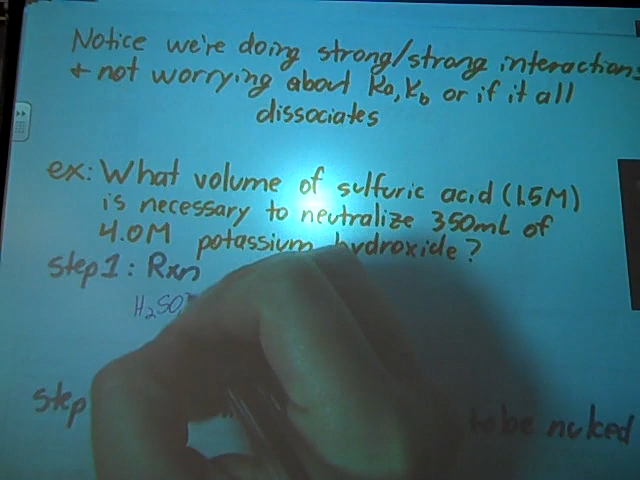 Notice we're doing strong/strong interactions
+ not worrying about Ka, Kb or if it all
dissociates
ex: What volume of sulfuric acid (1.5M)
is necessary to neutralize 350mL of
4.0M potassium hydroxide?
step 1: Rxn
H₂SO
step
to be nuked